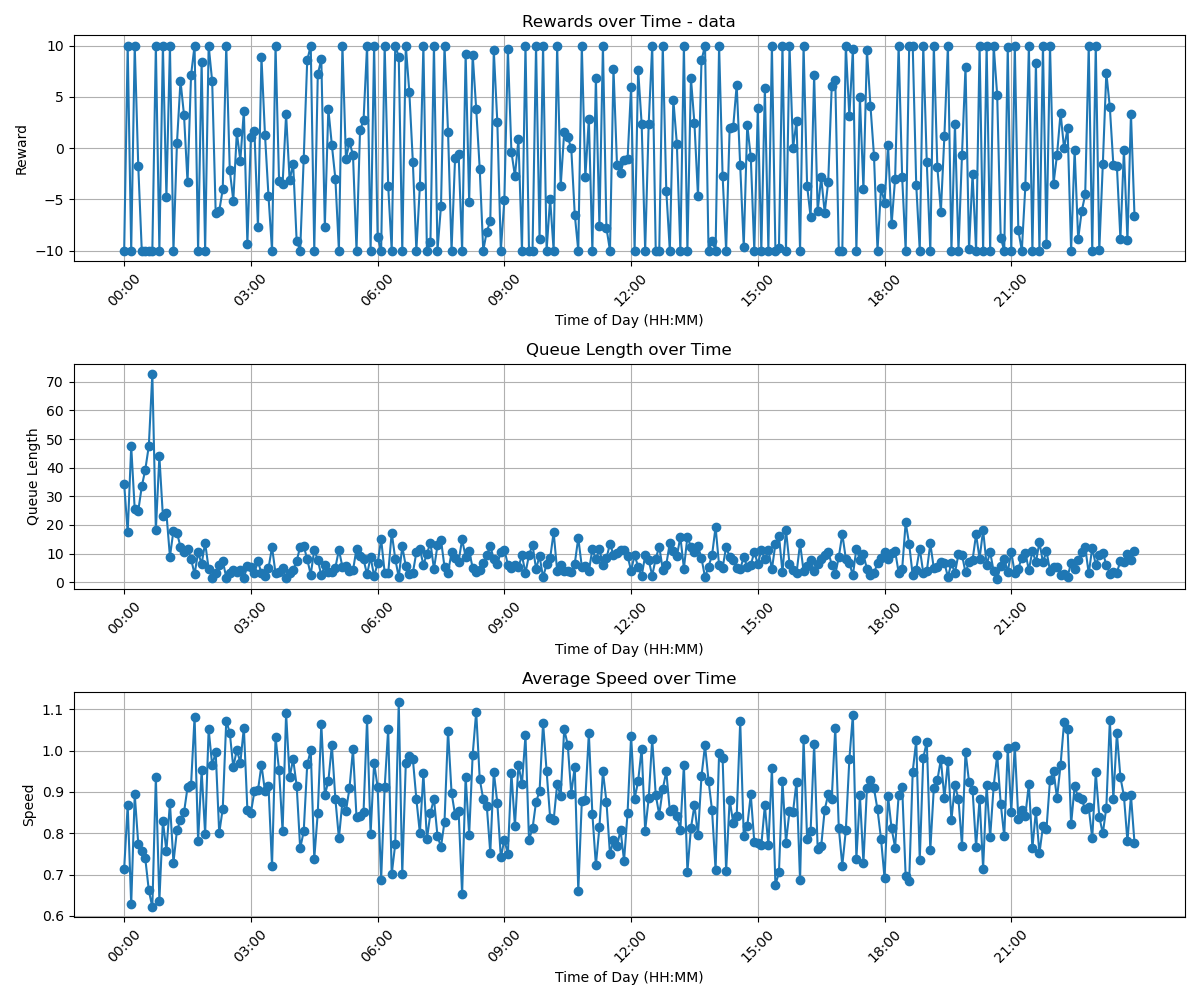 Rewards over Time - data
Reward
10
5
0
−5
−10
00:00 03:00 06:00 09:00 12:00 15:00 18:00 21:00
Time of Day (HH:MM)
Queue Length over Time
Queue Length
70
60
50
40
30
20
10
0
00:00 03:00 06:00 09:00 12:00 15:00 18:00 21:00
Time of Day (HH:MM)
Average Speed over Time
Speed
1.1
1.0
0.9
0.8
0.7
0.6
00:00 03:00 06:00 09:00 12:00 15:00 18:00 21:00
Time of Day (HH:MM)